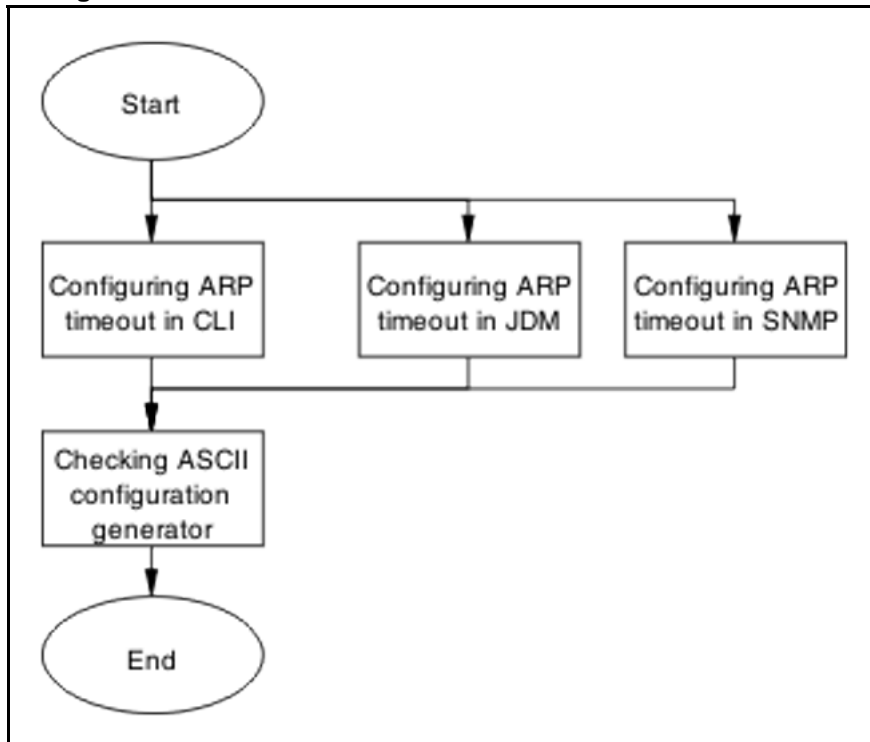 Start
Configuring ARP
timeout in CLI
Configuring ARP
timeout in JDM
Configuring ARP
timeout in SNMP
Checking ASCII
configuration
generator
End